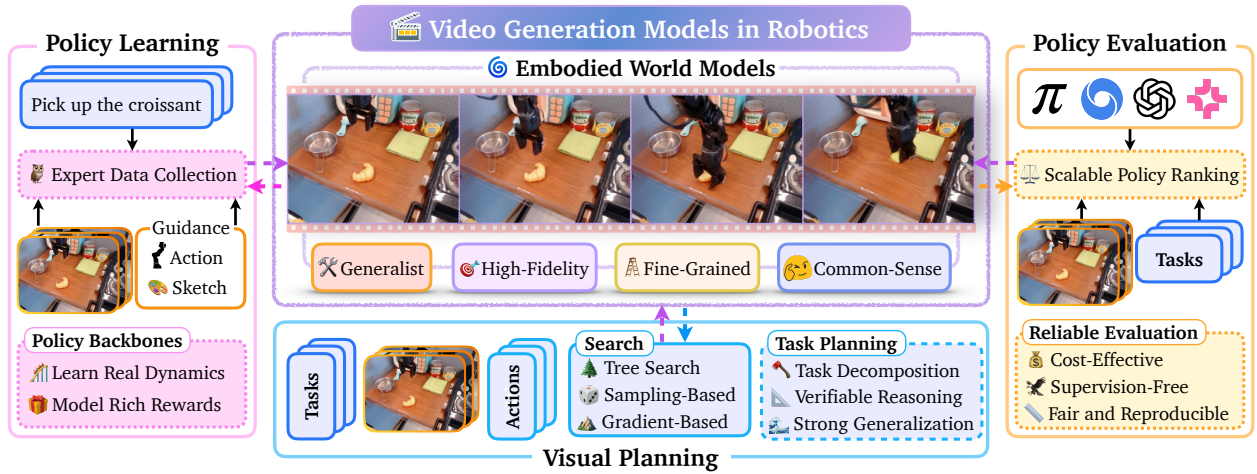 Video Generation Models in Robotics
Policy Learning
Pick up the croissant
Expert Data Collection
Guidance
Action
Sketch
Policy Backbones
Learn Real Dynamics
Model Rich Rewards
Embodied World Models
Generalist
High-Fidelity
Fine-Grained
Common-Sense
Tasks
Actions
Search
Tree Search
Sampling-Based
Gradient-Based
Task Planning
Task Decomposition
Verifiable Reasoning
Strong Generalization
Visual Planning
Policy Evaluation
π
Scalable Policy Ranking
Tasks
Reliable Evaluation
Cost-Effective
Supervision-Free
Fair and Reproducible